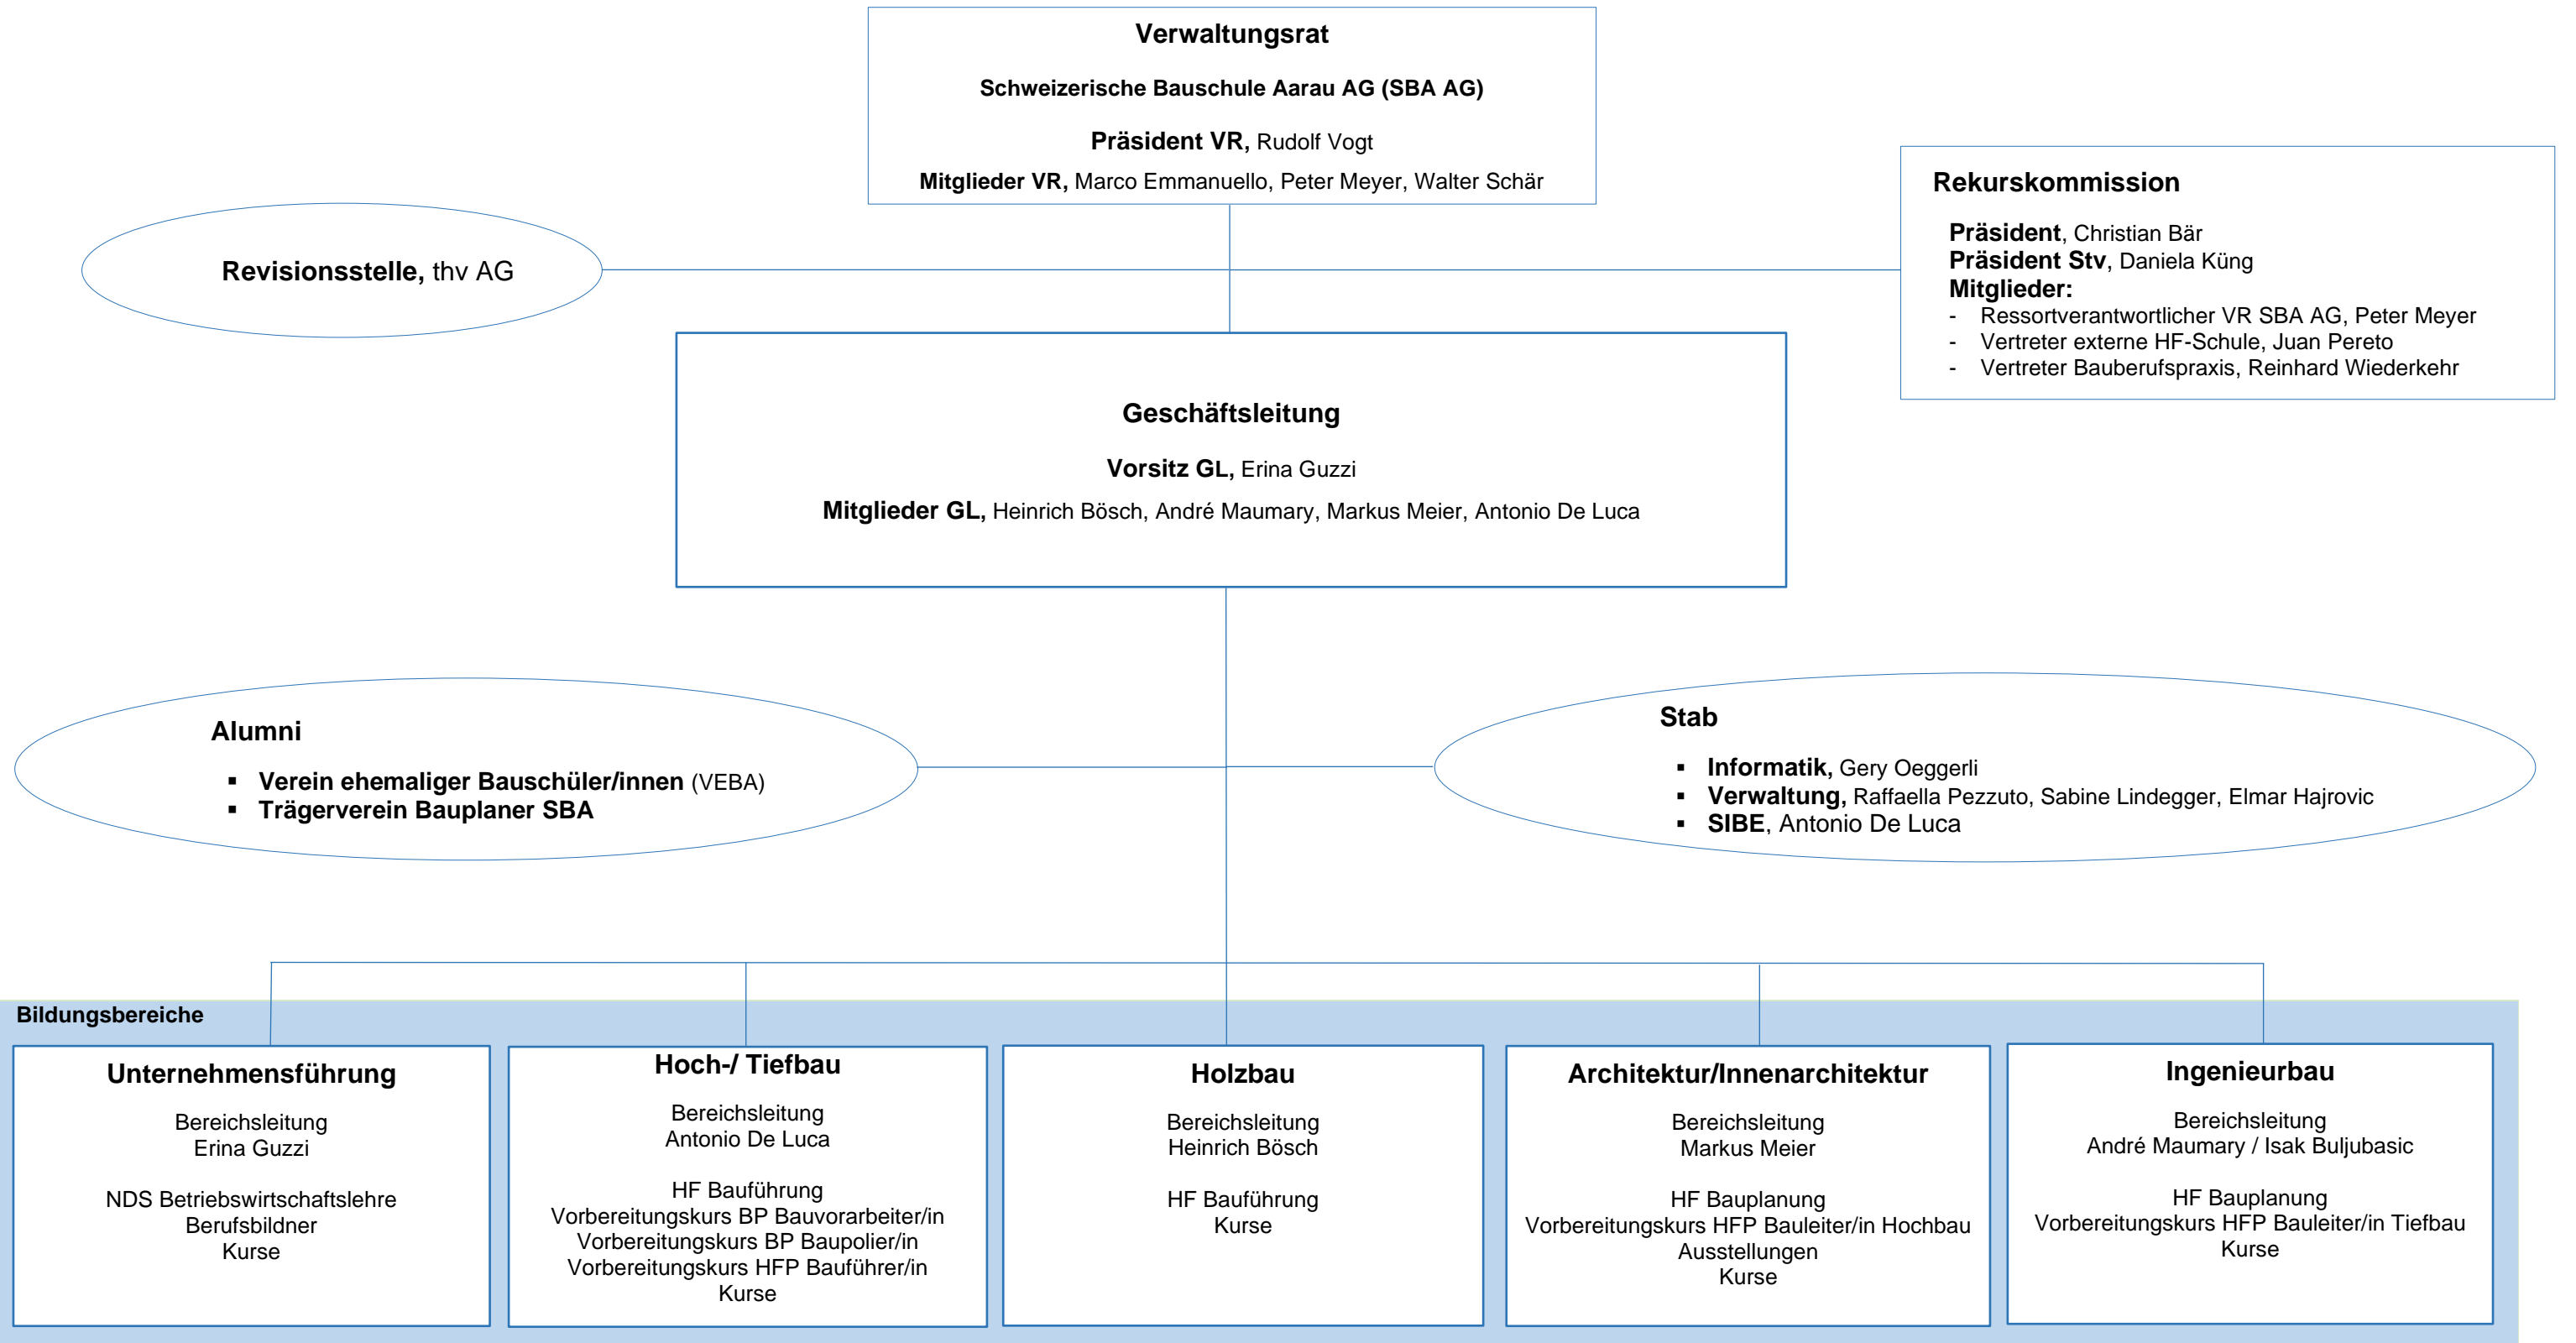 Verwaltungsrat
Schweizerische Bauschule Aarau AG (SBA AG)
Präsident VR, Rudolf Vogt
Mitglieder VR, Marco Emmanuello, Peter Meyer, Walter Schär
Revisionsstelle, thv AG
Rekurskommission
Präsident, Christian Bär
Präsident Stv, Daniela Küng
Mitglieder:
- Ressortverantwortlicher VR SBA AG, Peter Meyer
- Vertreter externe HF-Schule, Juan Pereto
- Vertreter Bauberufspraxis, Reinhard Wiederkehr
Geschäftsleitung
Vorsitz GL, Erina Guzzi
Mitglieder GL, Heinrich Bösch, André Maumary, Markus Meier, Antonio De Luca
Alumni
▪ Verein ehemaliger Bauschüler/innen (VEBA)
▪ Trägerverein Bauplaner SBA
Stab
▪ Informatik, Gery Oeggerli
▪ Verwaltung, Raffaella Pezzuto, Sabine Lindegger, Elmar Hajrovic
▪ SIBE, Antonio De Luca
Bildungsbereiche
Unternehmensführung
Bereichsleitung
Erina Guzzi
NDS Betriebswirtschaftslehre
Berufsbildner
Kurse
Hoch-/ Tiefbau
Bereichsleitung
Antonio De Luca
HF Bauführung
Vorbereitungskurs BP Bauvorarbeiter/in
Vorbereitungskurs BP Baupolier/in
Vorbereitungskurs HFP Bauführer/in
Kurse
Holzbau
Bereichsleitung
Heinrich Bösch
HF Bauführung
Kurse
Architektur/Innenarchitektur
Bereichsleitung
Markus Meier
HF Bauplanung
Vorbereitungskurs HFP Bauleiter/in Hochbau
Ausstellungen
Kurse
Ingenieurbau
Bereichsleitung
André Maumary / Isak Buljubasic
HF Bauplanung
Vorbereitungskurs HFP Bauleiter/in Tiefbau
Kurse